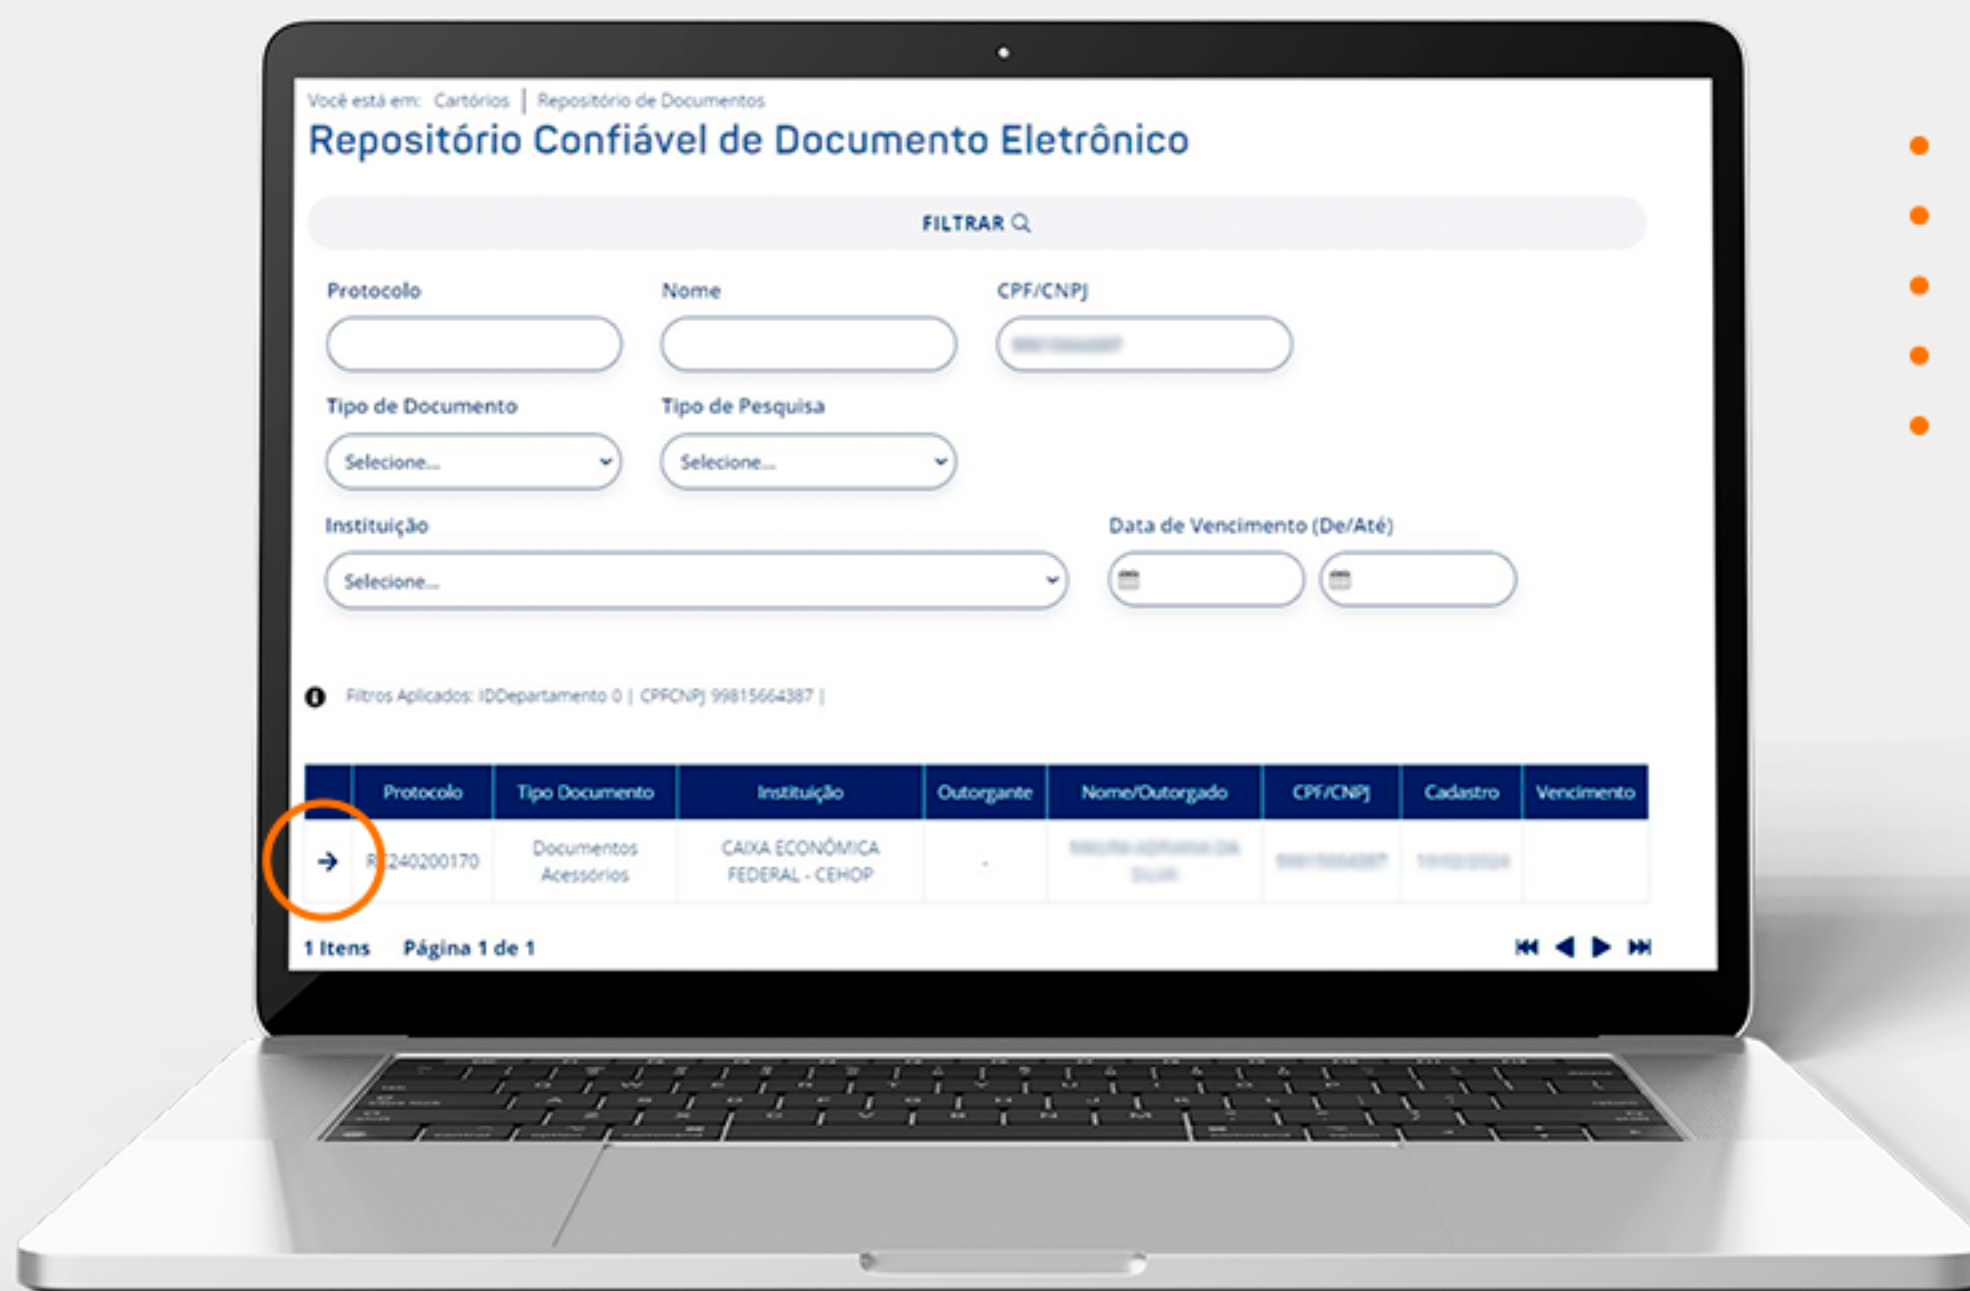 Você está em: Cartórios | Repositório de Documentos
Repositório Confiável de Documento Eletrônico
FILTRAR
Protocolo Nome CPF/CNPJ
Tipo de Documento Tipo de Pesquisa
Selecione... Selecione...
Instituição Data de Vencimento (De/Até)
Selecione...
Filtros Aplicados: IDDepartamento 0 | CPFCNPJ 99815664387 |
Protocolo Tipo Documento Instituição Outorgante Nome/Outorgado CPF/CNPJ Cadastro Vencimento
240200170 Documentos Acessórios CAIXA ECONÔMICA FEDERAL - CEHOP -
1 Itens Página 1 de 1